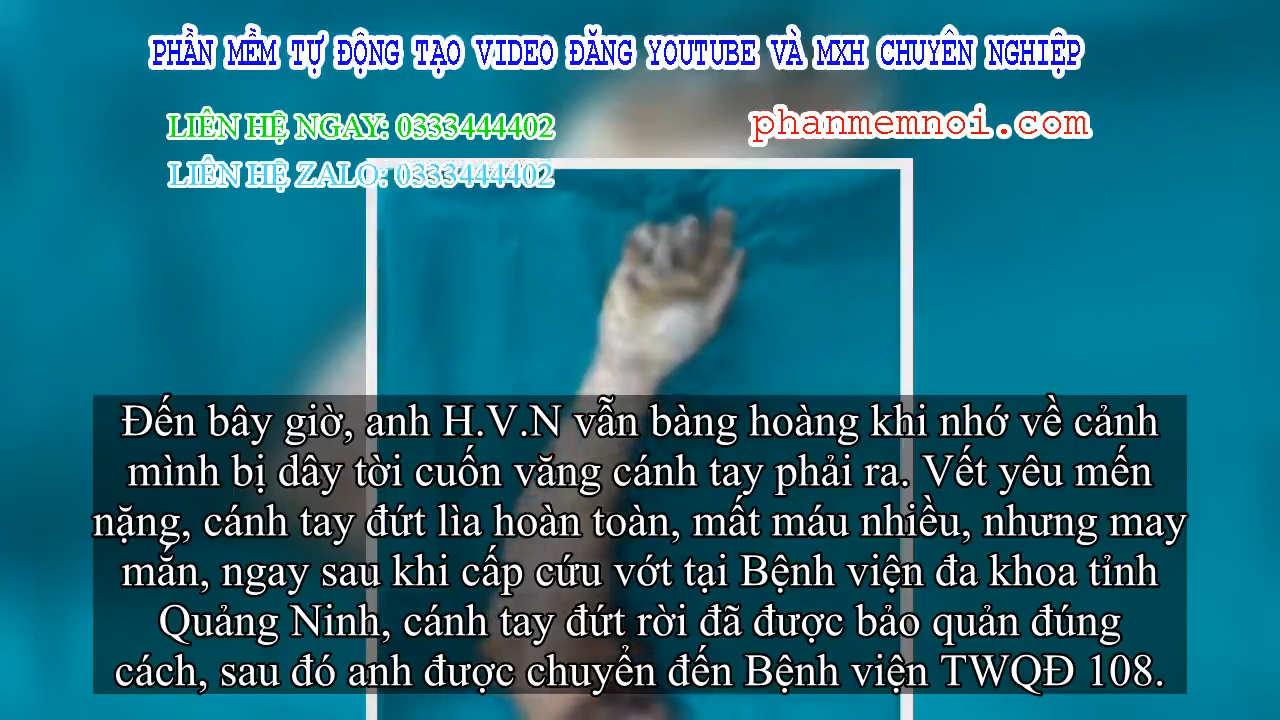 PHẦN MỀM TỰ ĐỘNG TẠO VIDEO ĐĂNG YOUTUBE VÀ MXH CHUYÊN NGHIỆP
LIÊN HỆ NGAY: 0333444402
phanmemnoi.com
LIÊN HỆ ZALO: 0333444402
Đến bây giờ, anh H.V.N vẫn bàng hoàng khi nhớ về cảnh
mình bị dây tời cuốn văng cánh tay phải ra. Vết yêu mến
nặng, cánh tay đứt lìa hoàn toàn, mất máu nhiều, nhưng may
mắn, ngay sau khi cấp cứu vớt tại Bệnh viện đa khoa tỉnh
Quảng Ninh, cánh tay đứt rời đã được bảo quản đúng
cách, sau đó anh được chuyển đến Bệnh viện TWQĐ 108.